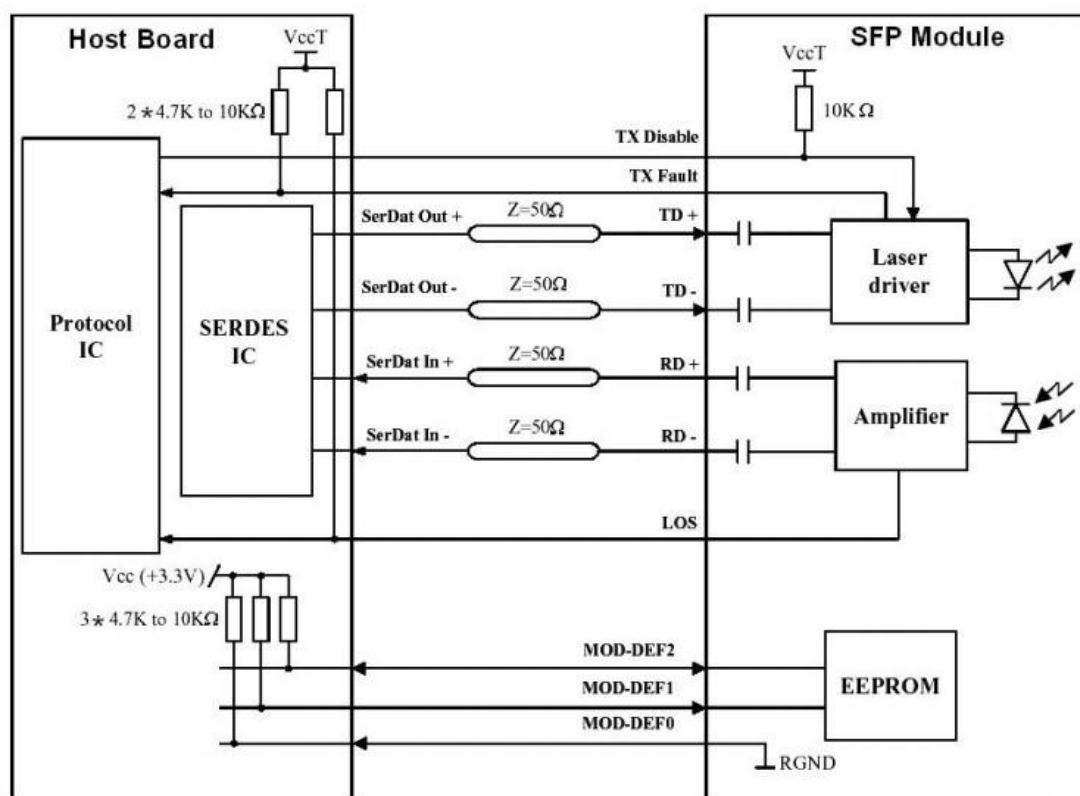 Host Board
SFP Module
VccT
VccT
2*4.7K to 10KΩ
10KΩ
TX Disable
TX Fault
SerDat Out +
Z=50Ω
TD +
Laser
driver
SerDat Out -
Z=50Ω
TD -
Protocol
IC
SERDES
IC
SerDat In +
Z=50Ω
RD +
Amplifier
SerDat In -
Z=50Ω
RD -
LOS
Vcc (+3.3V)
3*4.7K to 10KΩ
MOD-DEF2
EEPROM
MOD-DEF1
MOD-DEF0
RGND